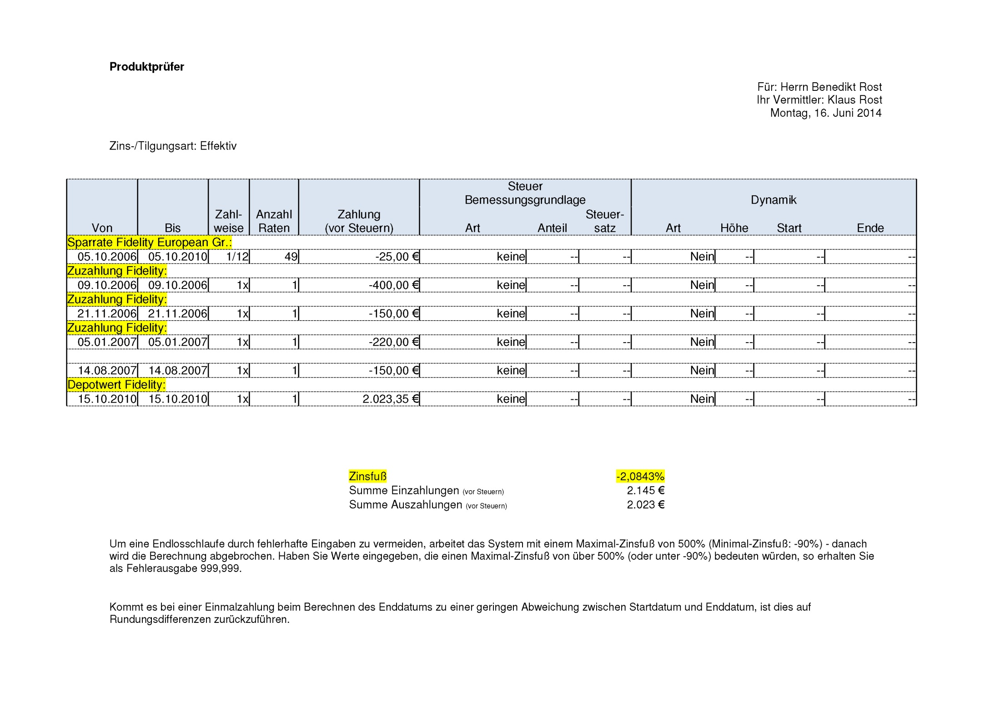 Produktprüfer
Für: Herrn Benedikt Rost
Ihr Vermittler: Klaus Rost
Montag, 16. Juni 2014
Zins-/Tilgungsart: Effektiv
Steuer
Bemessungsgrundlage Dynamik
Zahl- Anzahl Zahlung Steuer-
Von Bis weise Raten (vor Steuern) Art Anteil satz Art Höhe Start Ende
Sparrate Fidelity European Gr.:
05.10.2006 05.10.2010 1/12 49 -25,00 € keine -- -- Nein -- -- --
Zuzahlung Fidelity:
09.10.2006 09.10.2006 1x 1 -400,00 € keine -- -- Nein -- -- --
Zuzahlung Fidelity:
21.11.2006 21.11.2006 1x 1 -150,00 € keine -- -- Nein -- -- --
Zuzahlung Fidelity:
05.01.2007 05.01.2007 1x 1 -220,00 € keine -- -- Nein -- -- --
14.08.2007 14.08.2007 1x 1 -150,00 € keine -- -- Nein -- -- --
Depotwert Fidelity:
15.10.2010 15.10.2010 1x 1 2.023,35 € keine -- -- Nein -- -- --
Zinsfuß -2,0843%
Summe Einzahlungen (vor Steuern) 2.145 €
Summe Auszahlungen (vor Steuern) 2.023 €
Um eine Endlosschlaufe durch fehlerhafte Eingaben zu vermeiden, arbeitet das System mit einem Maximal-Zinsfuß von 500% (Minimal-Zinsfuß: -90%) - danach
wird die Berechnung abgebrochen. Haben Sie Werte eingegeben, die einen Maximal-Zinsfuß von über 500% (oder unter -90%) bedeuten würden, so erhalten Sie
als Fehlerausgabe 999,999.
Kommt es bei einer Einmalzahlung beim Berechnen des Enddatums zu einer geringen Abweichung zwischen Startdatum und Enddatum, ist dies auf
Rundungsdifferenzen zurückzuführen.